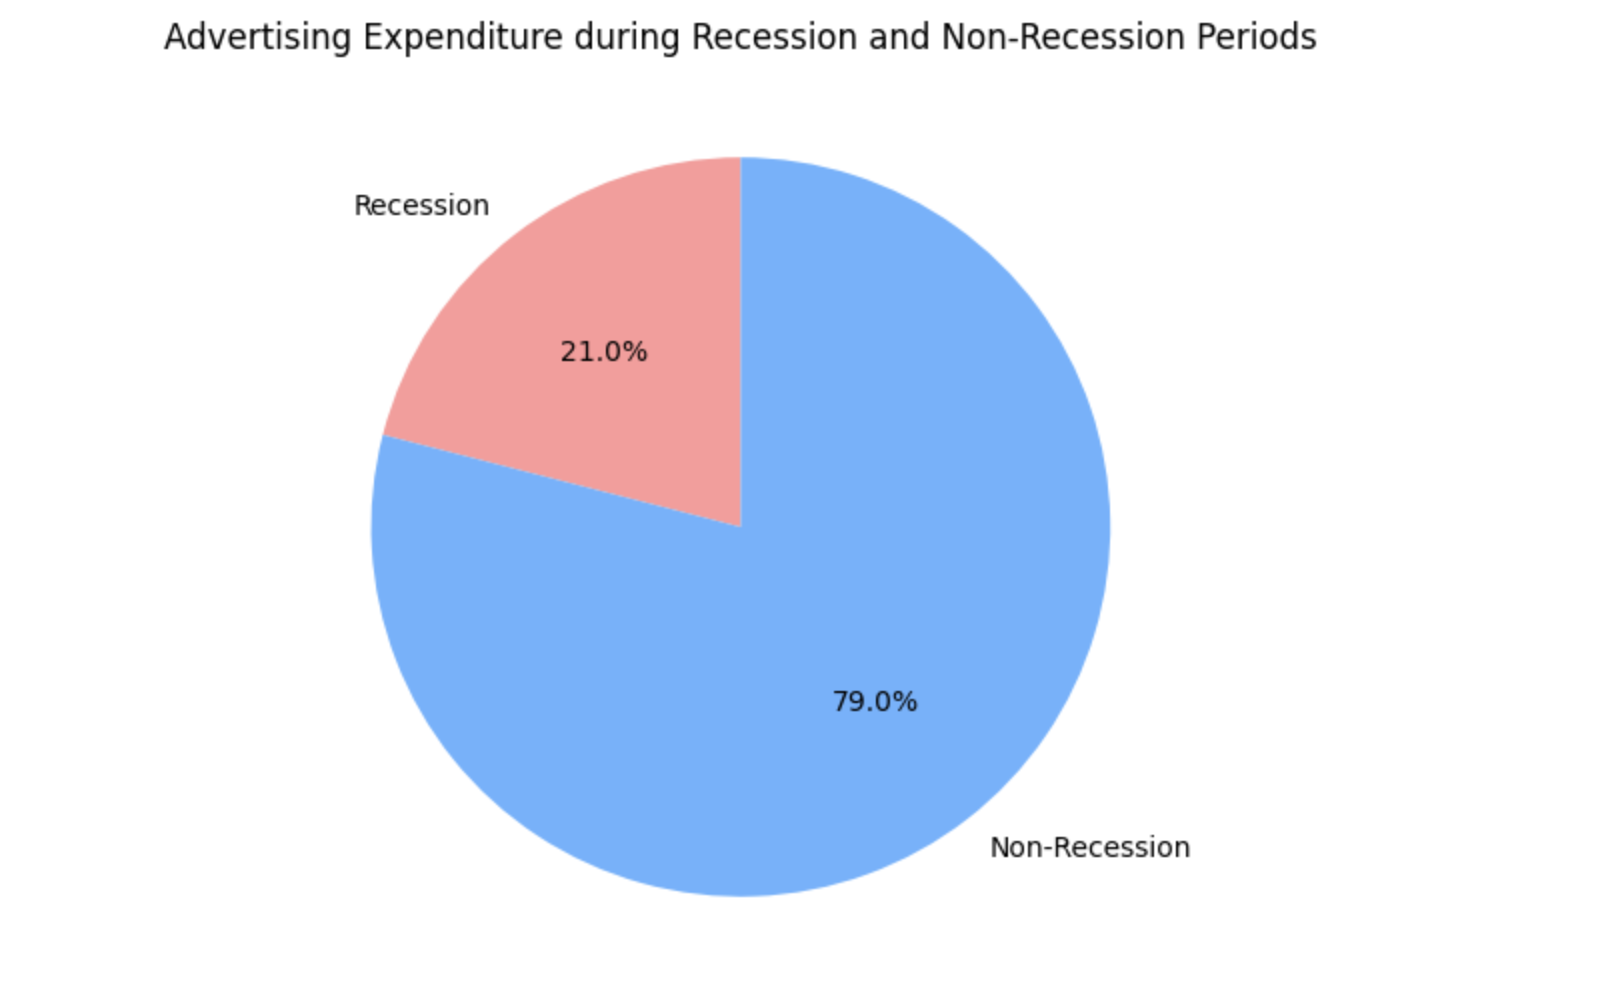 Advertising Expenditure during Recession and Non-Recession Periods
Recession
21.0%
79.0%
Non-Recession